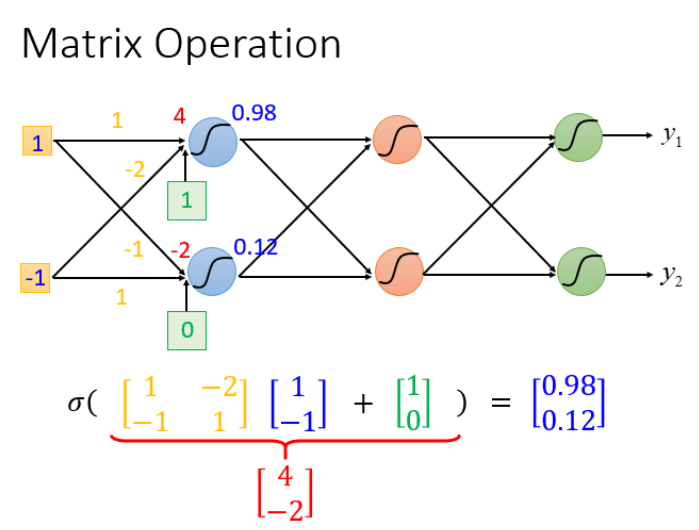 Matrix Operation
1 4 0.98
1 y₁
-2
1
-1 -2 0.12
-1 y₂
1
0
σ( [1 -2; -1 1] [1; -1] + [1; 0] ) = [0.98; 0.12]
[4; -2]